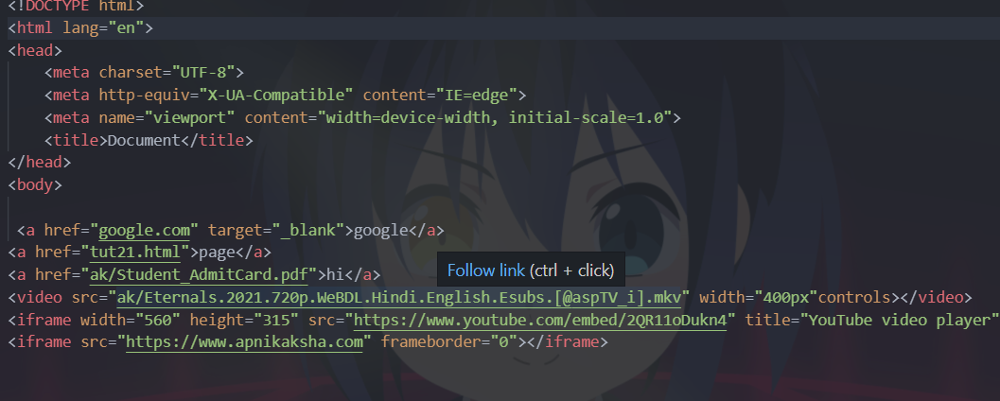 <!DOCTYPE html>
<html lang="en">
<head>
    <meta charset="UTF-8">
    <meta http-equiv="X-UA-Compatible" content="IE=edge">
    <meta name="viewport" content="width=device-width, initial-scale=1.0">
    <title>Document</title>
</head>
<body>
 <a href="google.com" target="_blank">google</a>
<a href="tut21.html">page</a>
Follow link (ctrl + click)
<a href="ak/Student_AdmitCard.pdf">hi</a>
<video src="ak/Eternals.2021.720p.WeBDL.Hindi.English.Esubs.[@aspTV_i].mkv" width="400px"controls></video>
<iframe width="560" height="315" src="https://www.youtube.com/embed/2QR11oDukn4" title="YouTube video player"
<iframe src="https://www.apnikaksha.com" frameborder="0"></iframe>